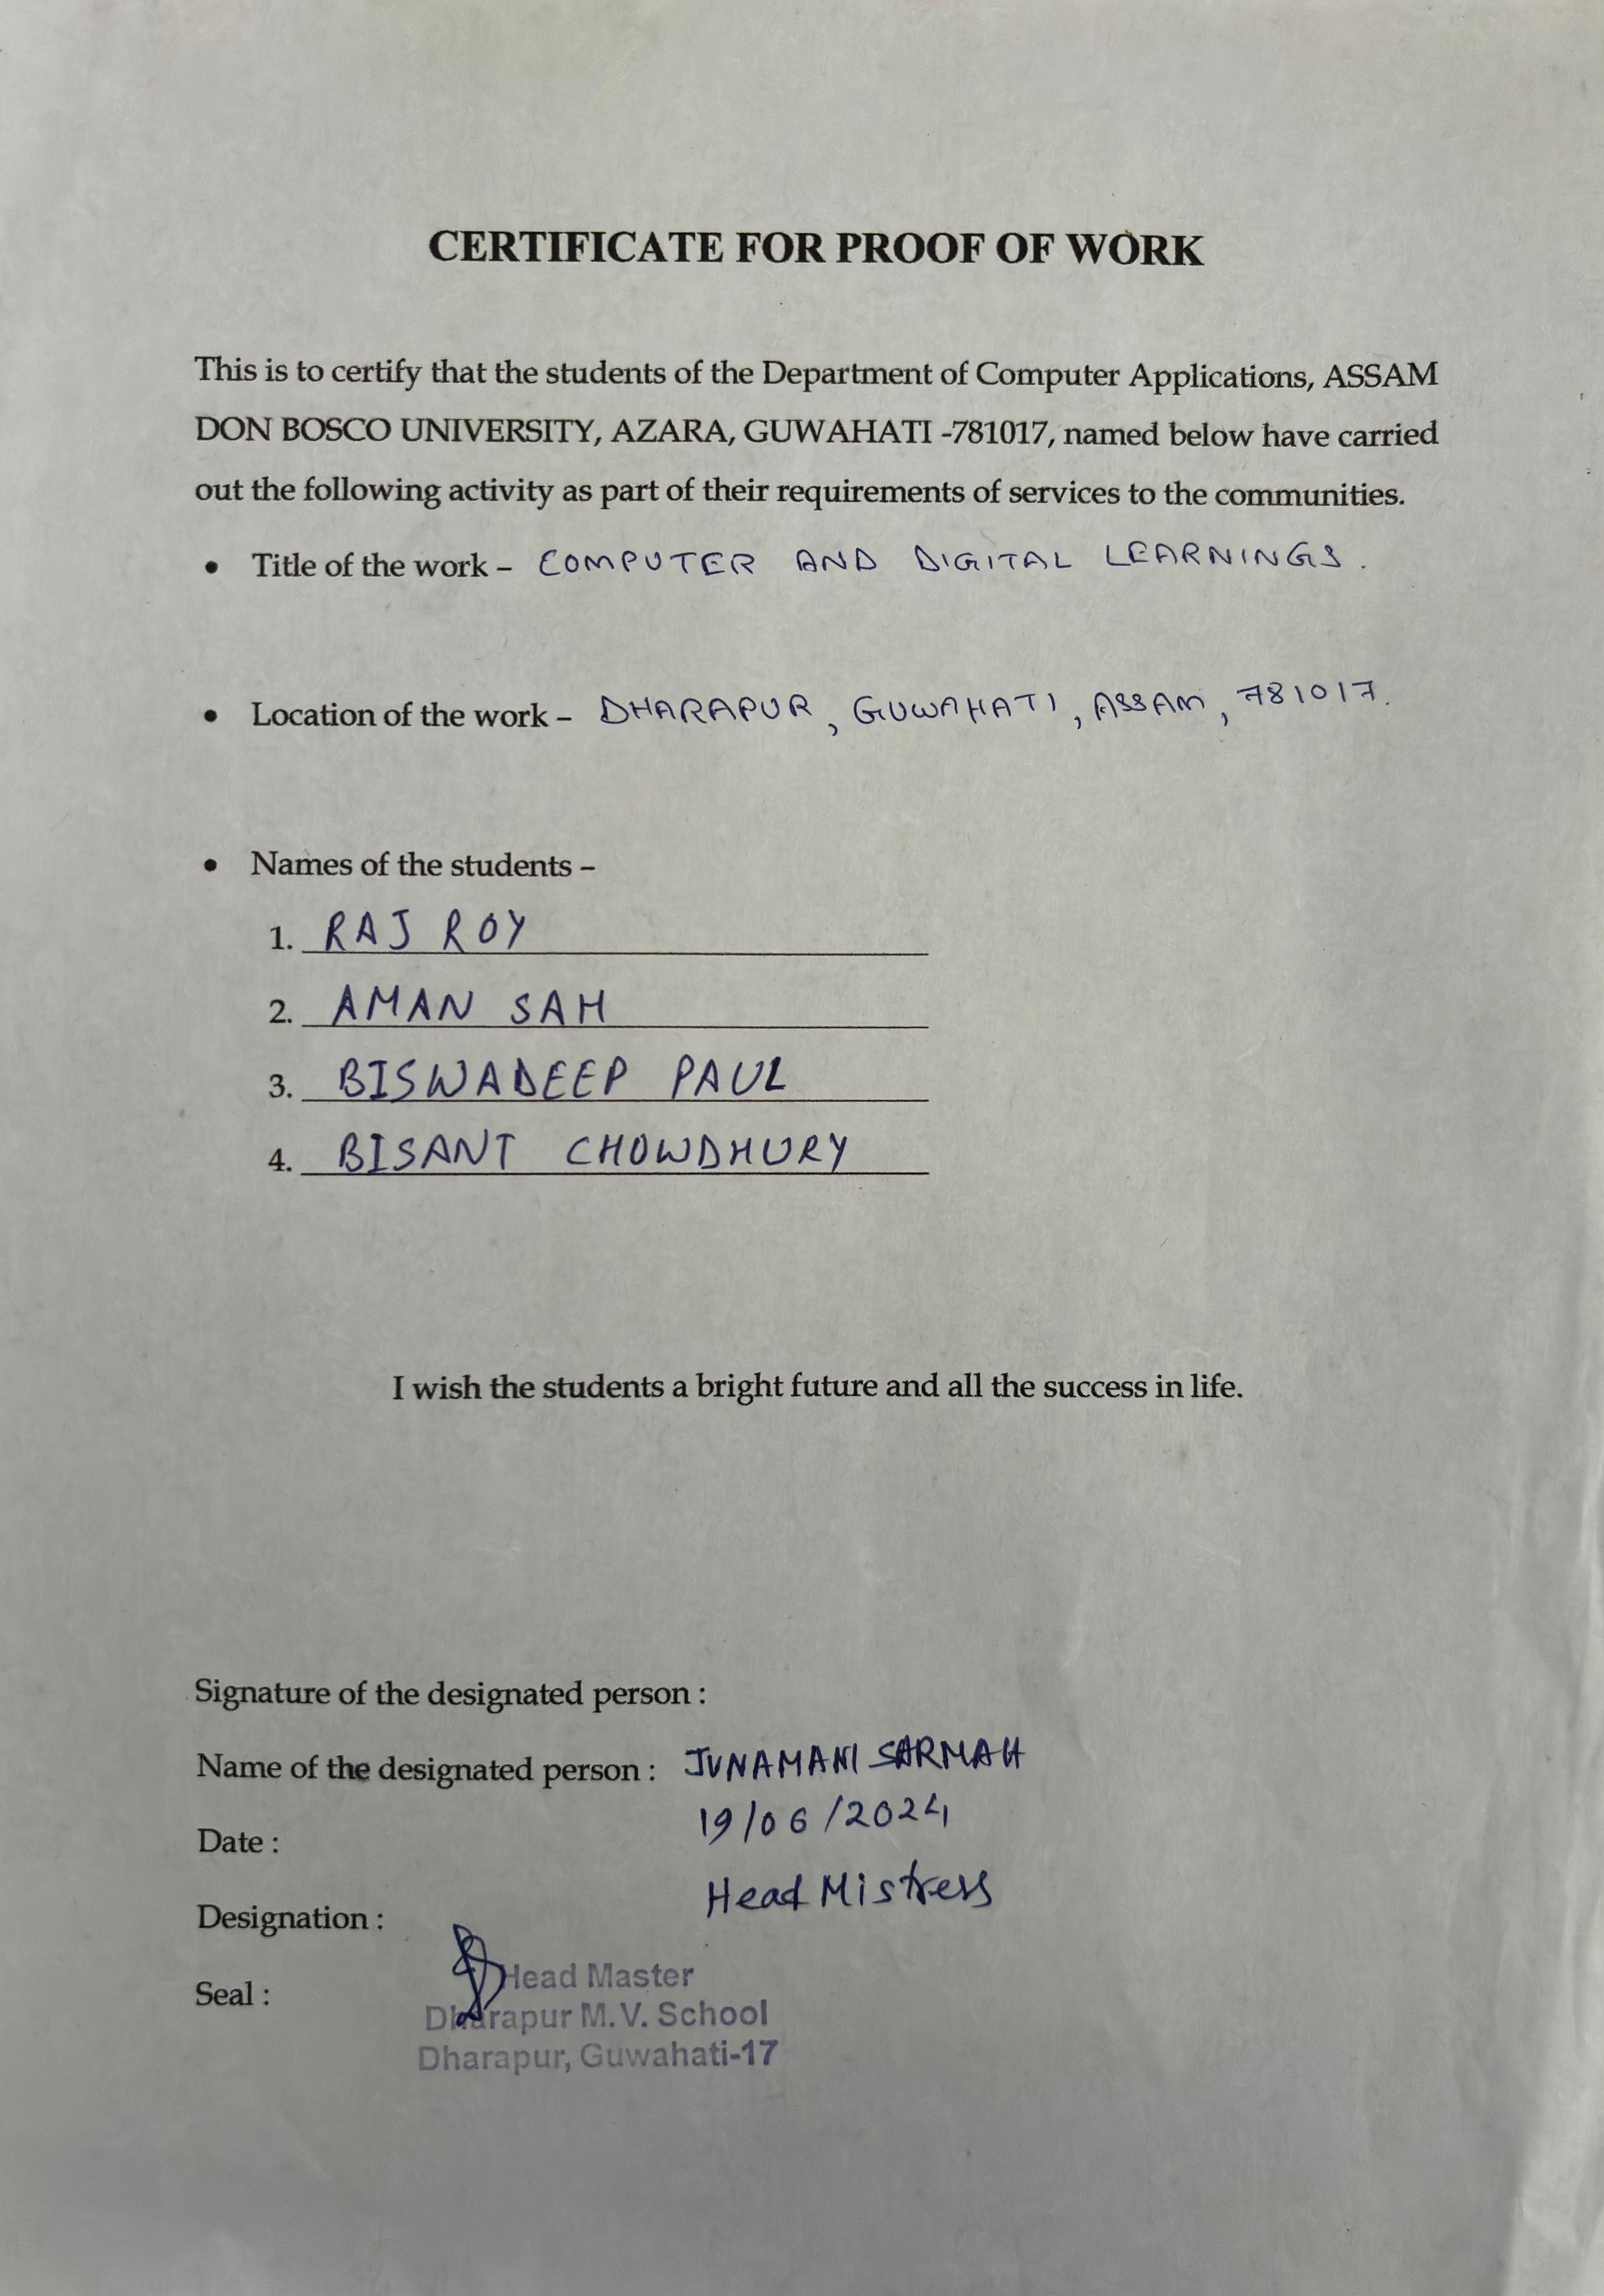 CERTIFICATE FOR PROOF OF WORK
This is to certify that the students of the Department of Computer Applications, ASSAM
DON BOSCO UNIVERSITY, AZARA, GUWAHATI -781017, named below have carried
out the following activity as part of their requirements of services to the communities.
• Title of the work – COMPUTER AND DIGITAL LEARNINGS.
• Location of the work – DHARAPUR, GUWAHATI, ASSAM, 781017.
• Names of the students –
1. RAJ ROY
2. AMAN SAH
3. BISWADEEP PAUL
4. BISANT CHOWDHURY
I wish the students a bright future and all the success in life.
Signature of the designated person :
Name of the designated person : JUNAMANI SARMAH
Date : 19/06/2024
Designation : Head Mistress
Seal : Head Master
Dharapur M.V. School
Dharapur, Guwahati-17